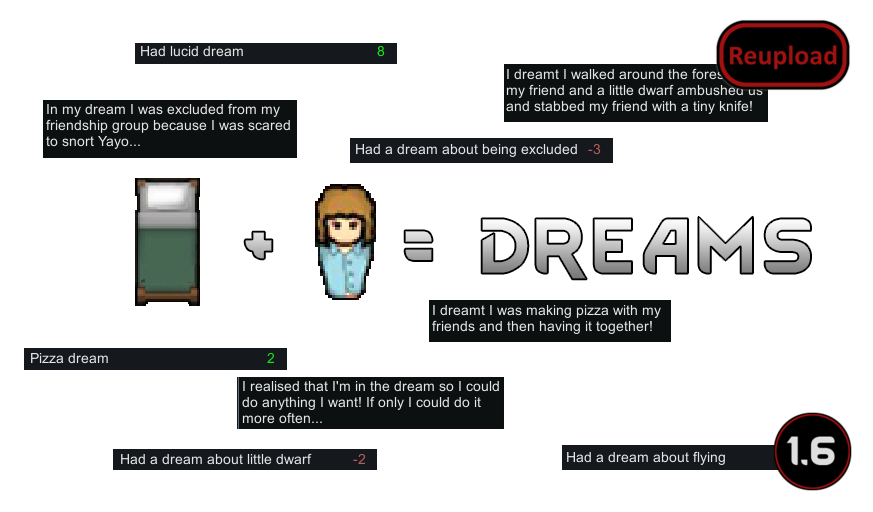 Had lucid dream 8
Reupload
I dreamt I walked around the
my friend and a little dwarf ambushed us
and stabbed my friend with a tiny knife!
In my dream I was excluded from my
friendship group because I was scared
to snort Yayo...
Had a dream about being excluded -3
+ = DREAMS
I dreamt I was making pizza with my
friends and then having it together!
Pizza dream 2
I realised that I'm in the dream so I could
do anything I want! If only I could do it
more often...
Had a dream about little dwarf -2
Had a dream about flying
1.6